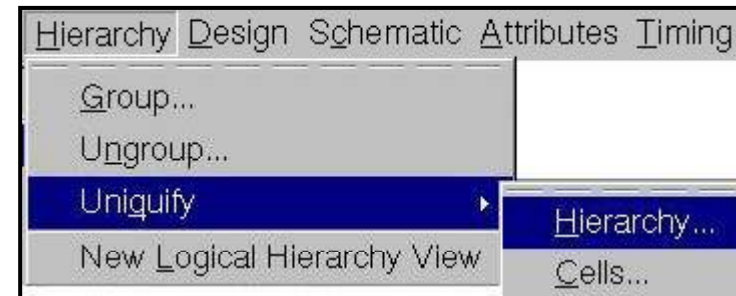 Hierarchy Design Schematic Attributes Timing
Group...
Ungroup...
Uniquify
Hierarchy...
New Logical Hierarchy View
Cells...